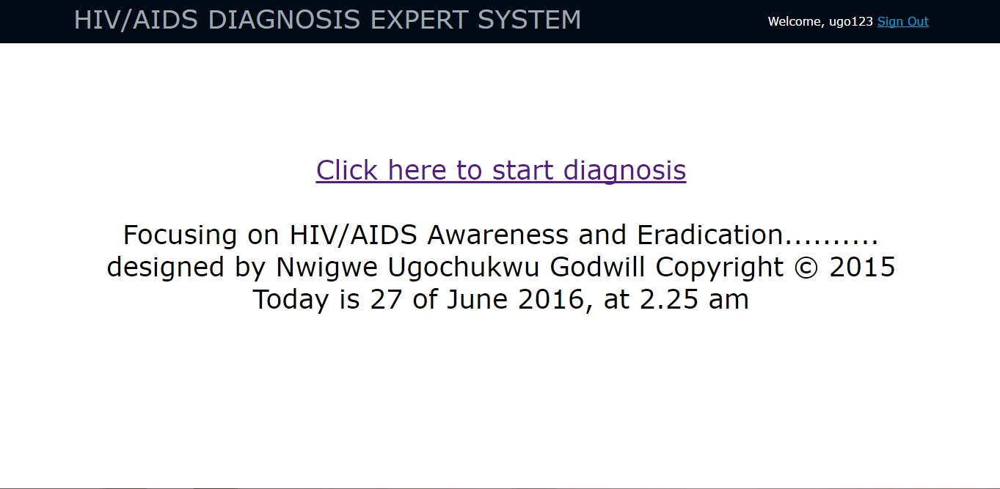 HIV/AIDS DIAGNOSIS EXPERT SYSTEM
Welcome, ugo123 Sign Out
Click here to start diagnosis
Focusing on HIV/AIDS Awareness and Eradication..........
designed by Nwigwe Ugochukwu Godwill Copyright © 2015
Today is 27 of June 2016, at 2.25 am